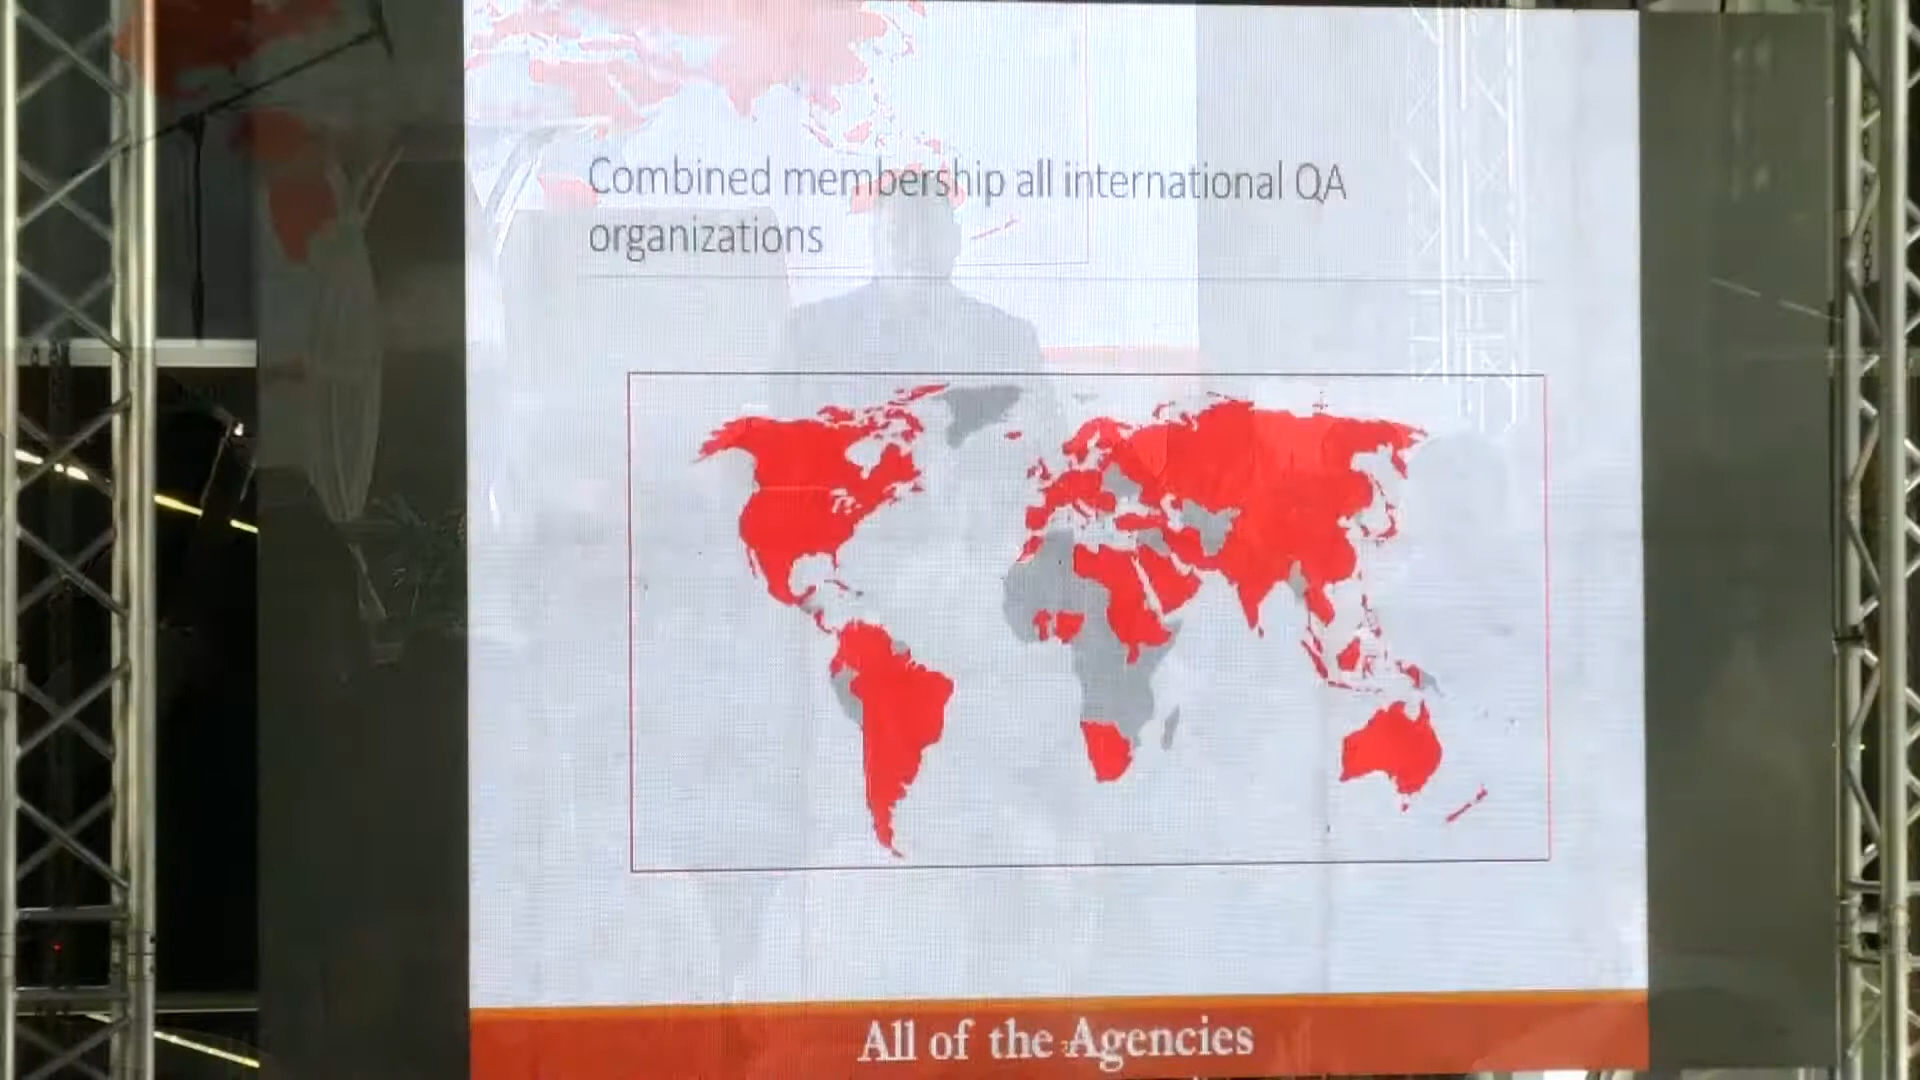 Combined membership all international QA
organizations
All of the Agencies